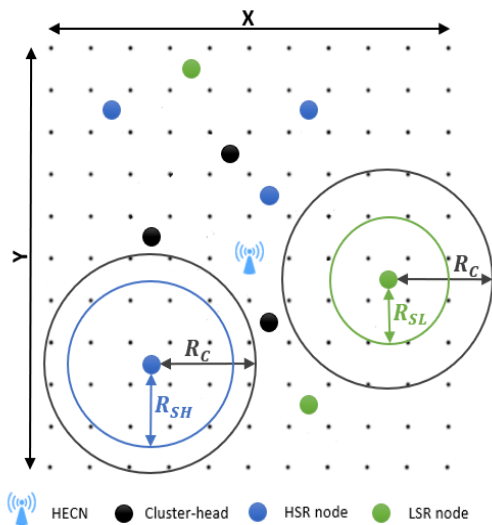 X
Y
R_C
R_SL
R_C
R_SH
HECN
Cluster-head
HSR node
LSR node